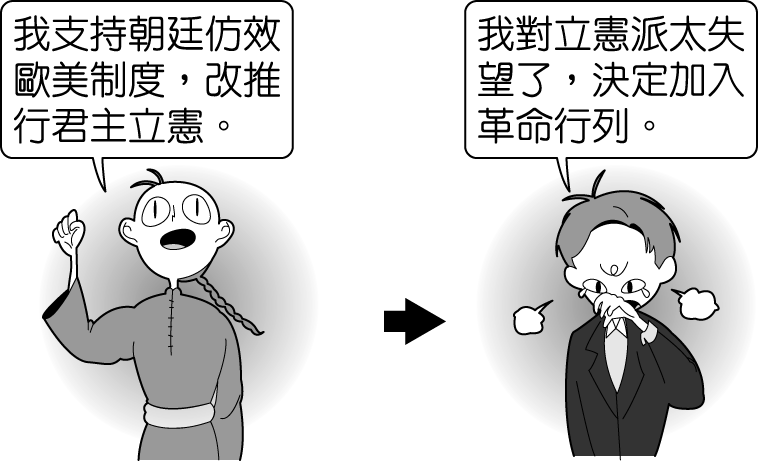 我支持朝廷仿效
歐美制度，改推
行君主立憲。
我對立憲派太失
望了，決定加入
革命行列。